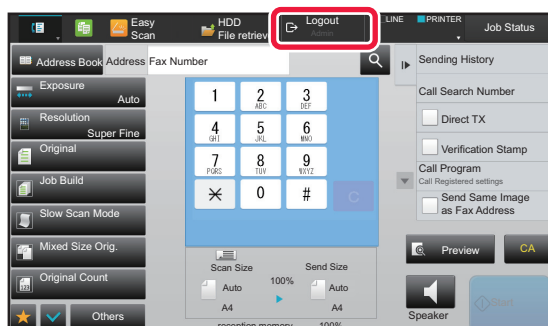 Easy
Scan
HDD
File retriev
Logout
Admin
LINE
PRINTER
Job Status
Address Book
Address
Fax Number
Sending History
Exposure
Auto
Call Search Number
Resolution
Super Fine
Direct TX
Original
Verification Stamp
Job Build
Call Program
Call Registered settings
Slow Scan Mode
Send Same Image
as Fax Address
Mixed Size Orig.
Original Count
Others
1
2
ABC
3
DEF
4
GHI
5
JKL
6
MNO
7
PQRS
8
TUV
9
WXYZ
0
#
C
Scan Size
Send Size
Auto
100%
Auto
A4
A4
reception memory 100%
Preview
CA
Speaker
Start